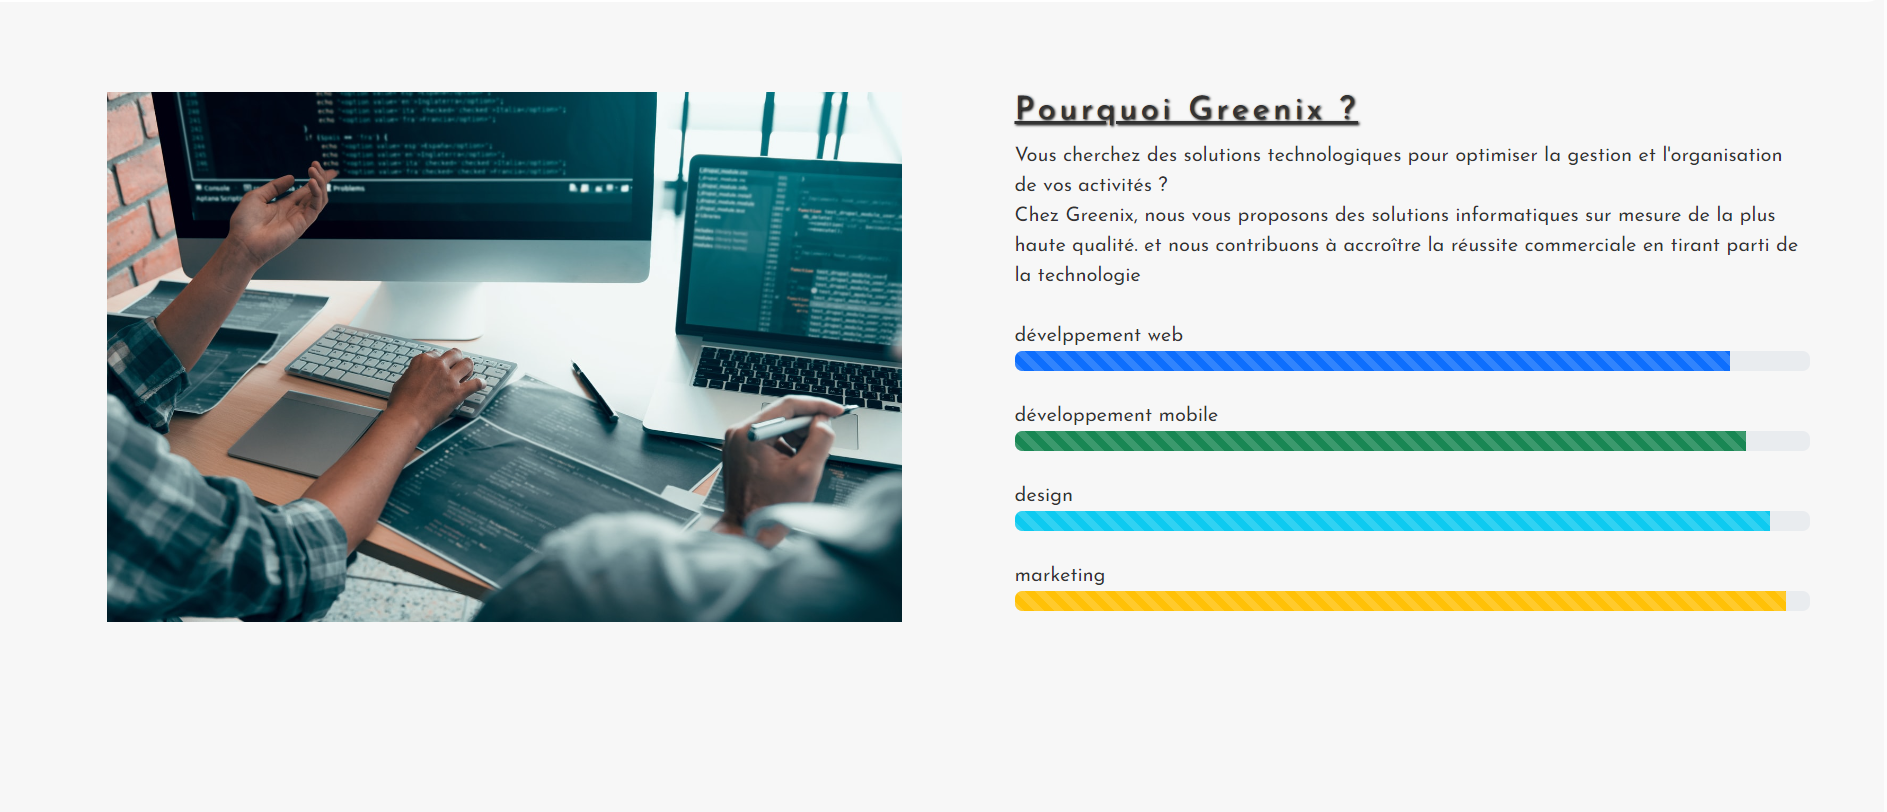 Pourquoi Greenix ?
Vous cherchez des solutions technologiques pour optimiser la gestion et l'organisation
de vos activités ?
Chez Greenix, nous vous proposons des solutions informatiques sur mesure de la plus
haute qualité. et nous contribuons à accroître la réussite commerciale en tirant parti de
la technologie
dévelppement web
développement mobile
design
marketing
Console
Problems